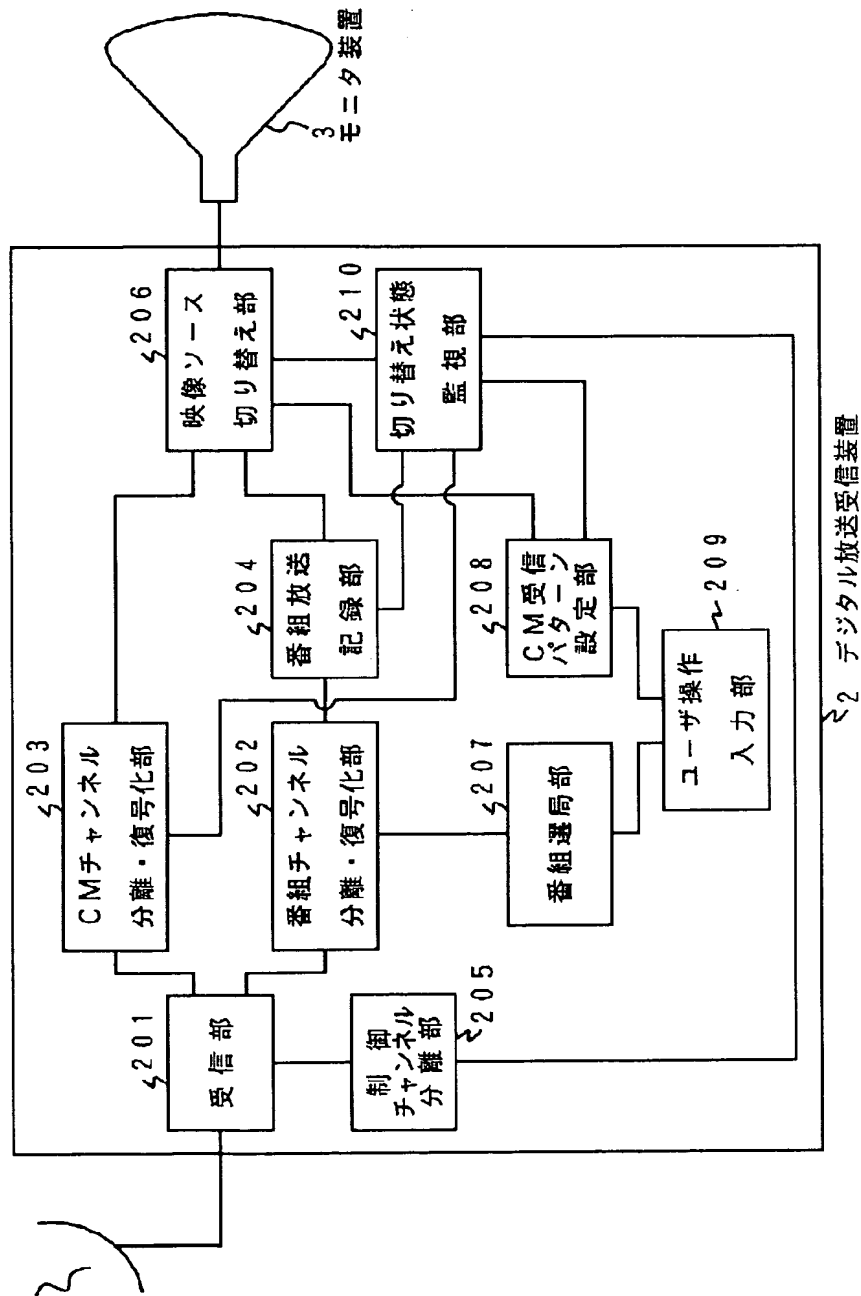 201
受信部
203
CMチャンネル
分離・復号化部
202
番組チャンネル
分離・復号化部
204
番組放送
記録部
206
映像ソース
切り替え部
3
モニタ装置
210
切り替え状態
監視部
制御
チャンネル
分離部
205
207
番組選局部
208
CM受信
パターン
設定部
209
ユーザ操作
入力部
2 デジタル放送受信装置